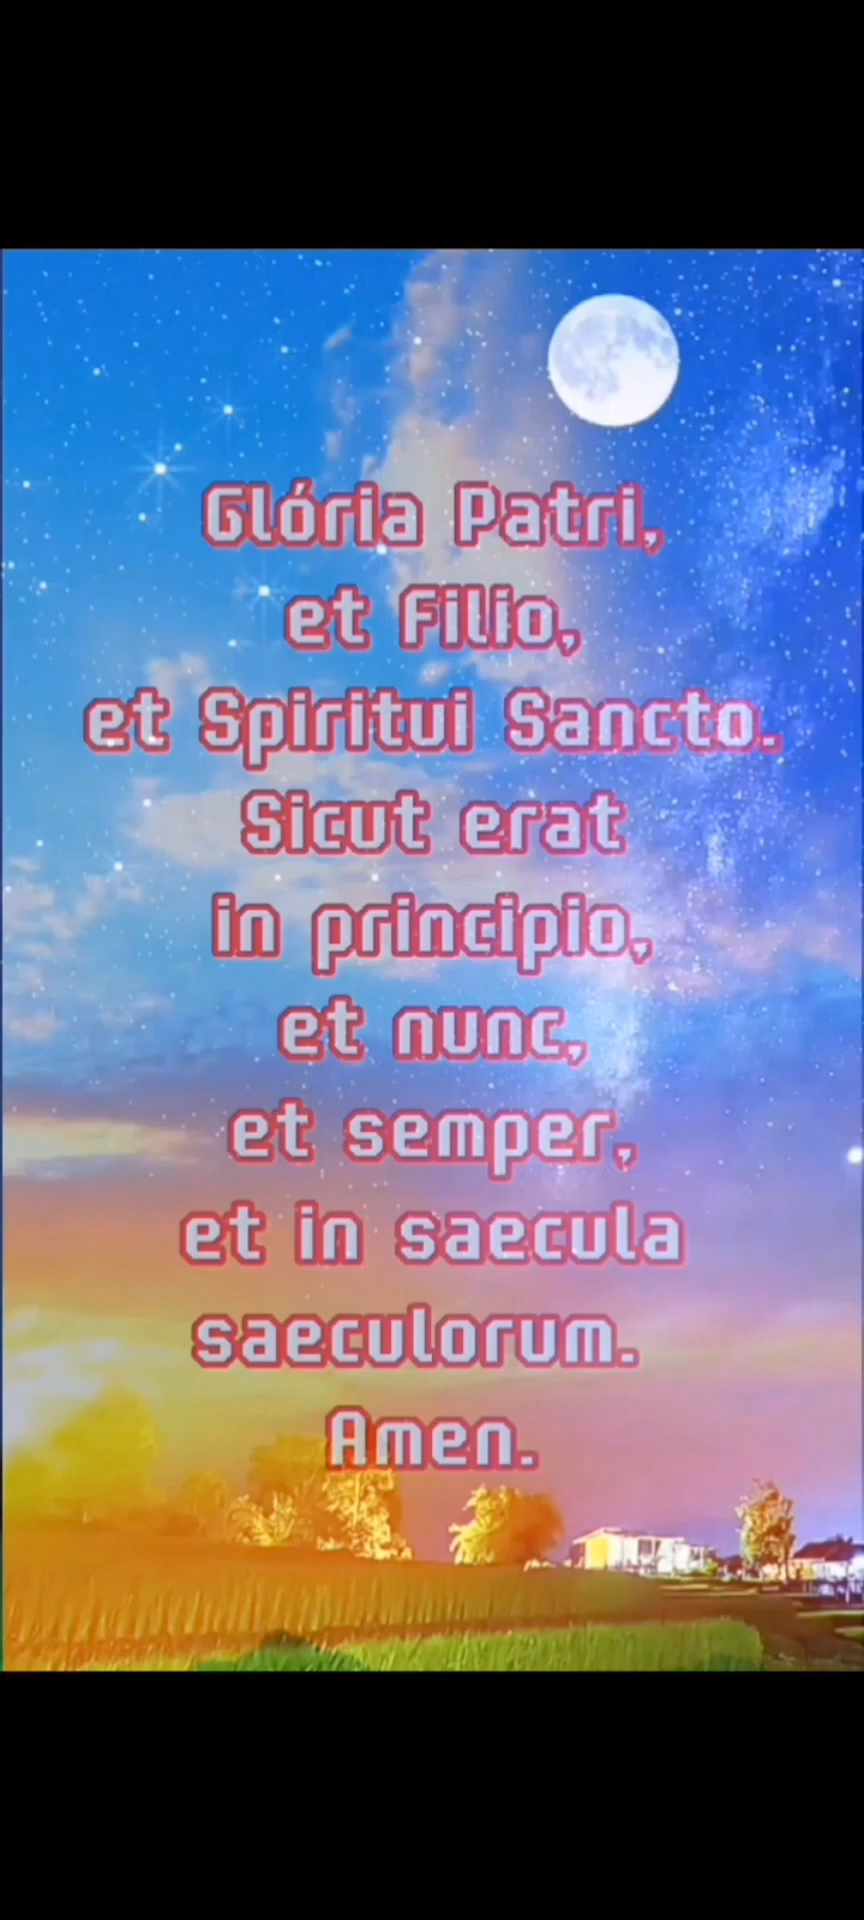 Glória Patri,
et Filio,
et Spiritui Sancto.
Sicut erat
in principio,
et nunc,
et semper,
et in saecula
saeculorum.
Amen.